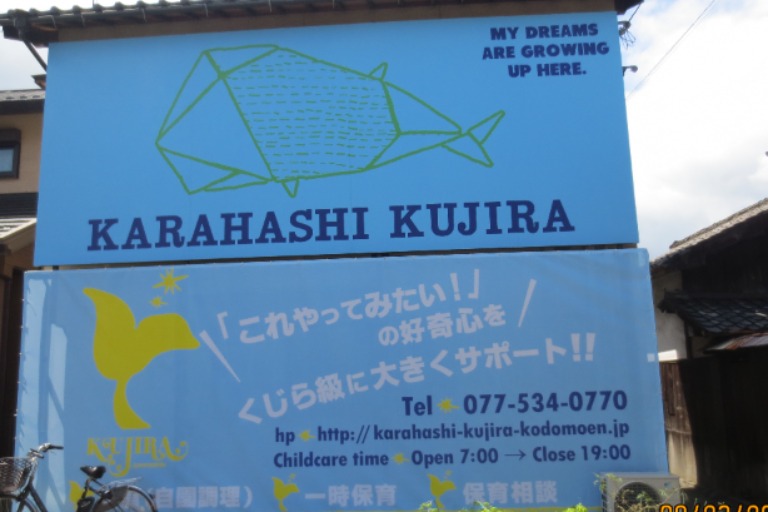 MY DREAMS
ARE GROWING
UP HERE.
KARAHASHI KUJIRA
「これやってみたい!」
の好奇心を
くじら級に大きくサポート!!
Tel 077-534-0770
hp http://karahashi-kujira-kodomoen.jp
KUJIRA
Childcare time Open 7:00 → Close 19:00
自園調理) 一時保育 保育相談